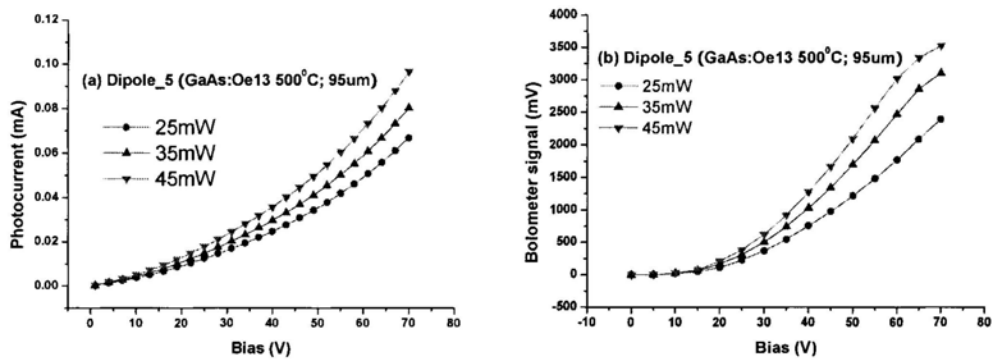 0.12
0.10
0.08
0.06
0.04
0.02
0.00
Photocurrent (mA)
(a) Dipole_5 (GaAs:Oe13 500⁰C; 95um)
25mW
35mW
45mW
0 10 20 30 40 50 60 70 80
Bias (V)
4000
3500
3000
2500
2000
1500
1000
500
0
-500
Bolometer signal (mV)
(b) Dipole_5 (GaAs:Oe13 500⁰C; 95um)
25mW
35mW
45mW
-10 0 10 20 30 40 50 60 70 80
Bias (V)